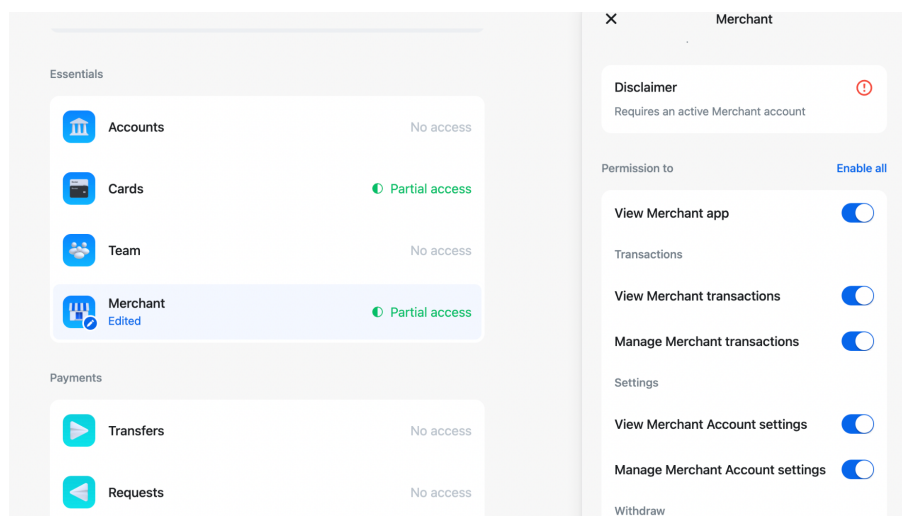 Essentials
Accounts
No access
Cards
Partial access
Team
No access
Merchant
Edited
Partial access
Payments
Transfers
No access
Requests
No access
Merchant
Disclaimer
Requires an active Merchant account
Permission to
Enable all
View Merchant app
Transactions
View Merchant transactions
Manage Merchant transactions
Settings
View Merchant Account settings
Manage Merchant Account settings
Withdraw